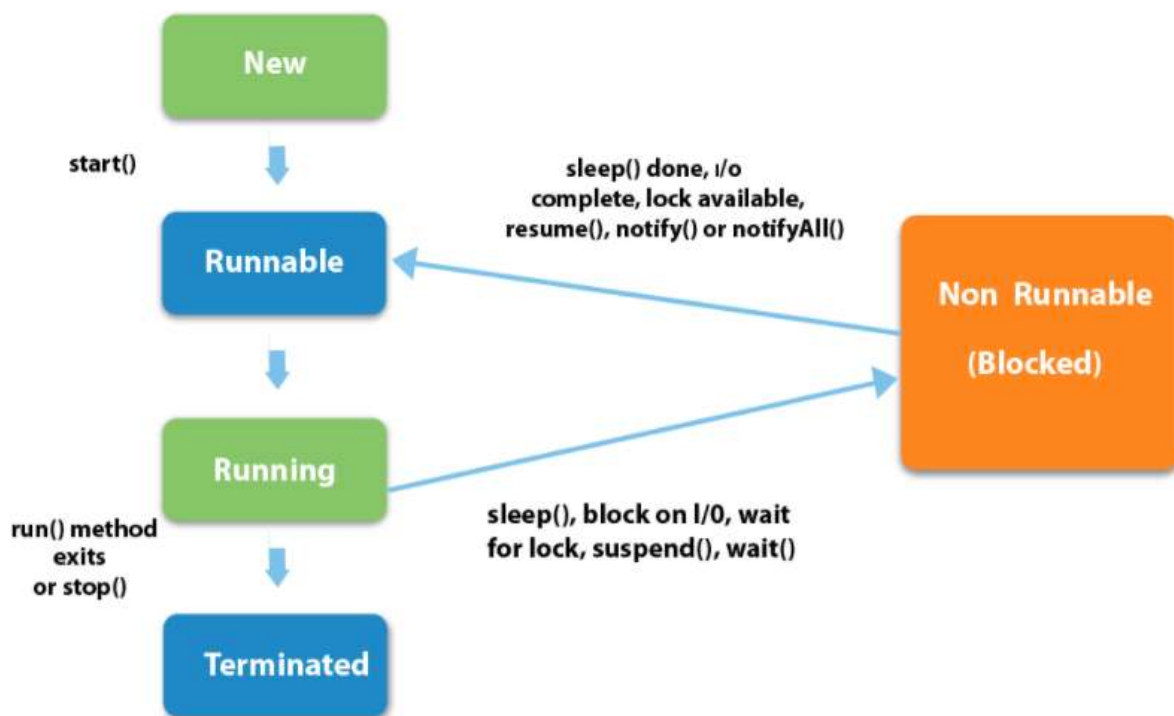 New
start()
sleep() done, ı/o
complete, lock available,
resume(), notify() or notifyAll()
Runnable
Non Runnable
(Blocked)
Running
run() method
exits
or stop()
sleep(), block on l/0, wait
for lock, suspend(), wait()
Terminated